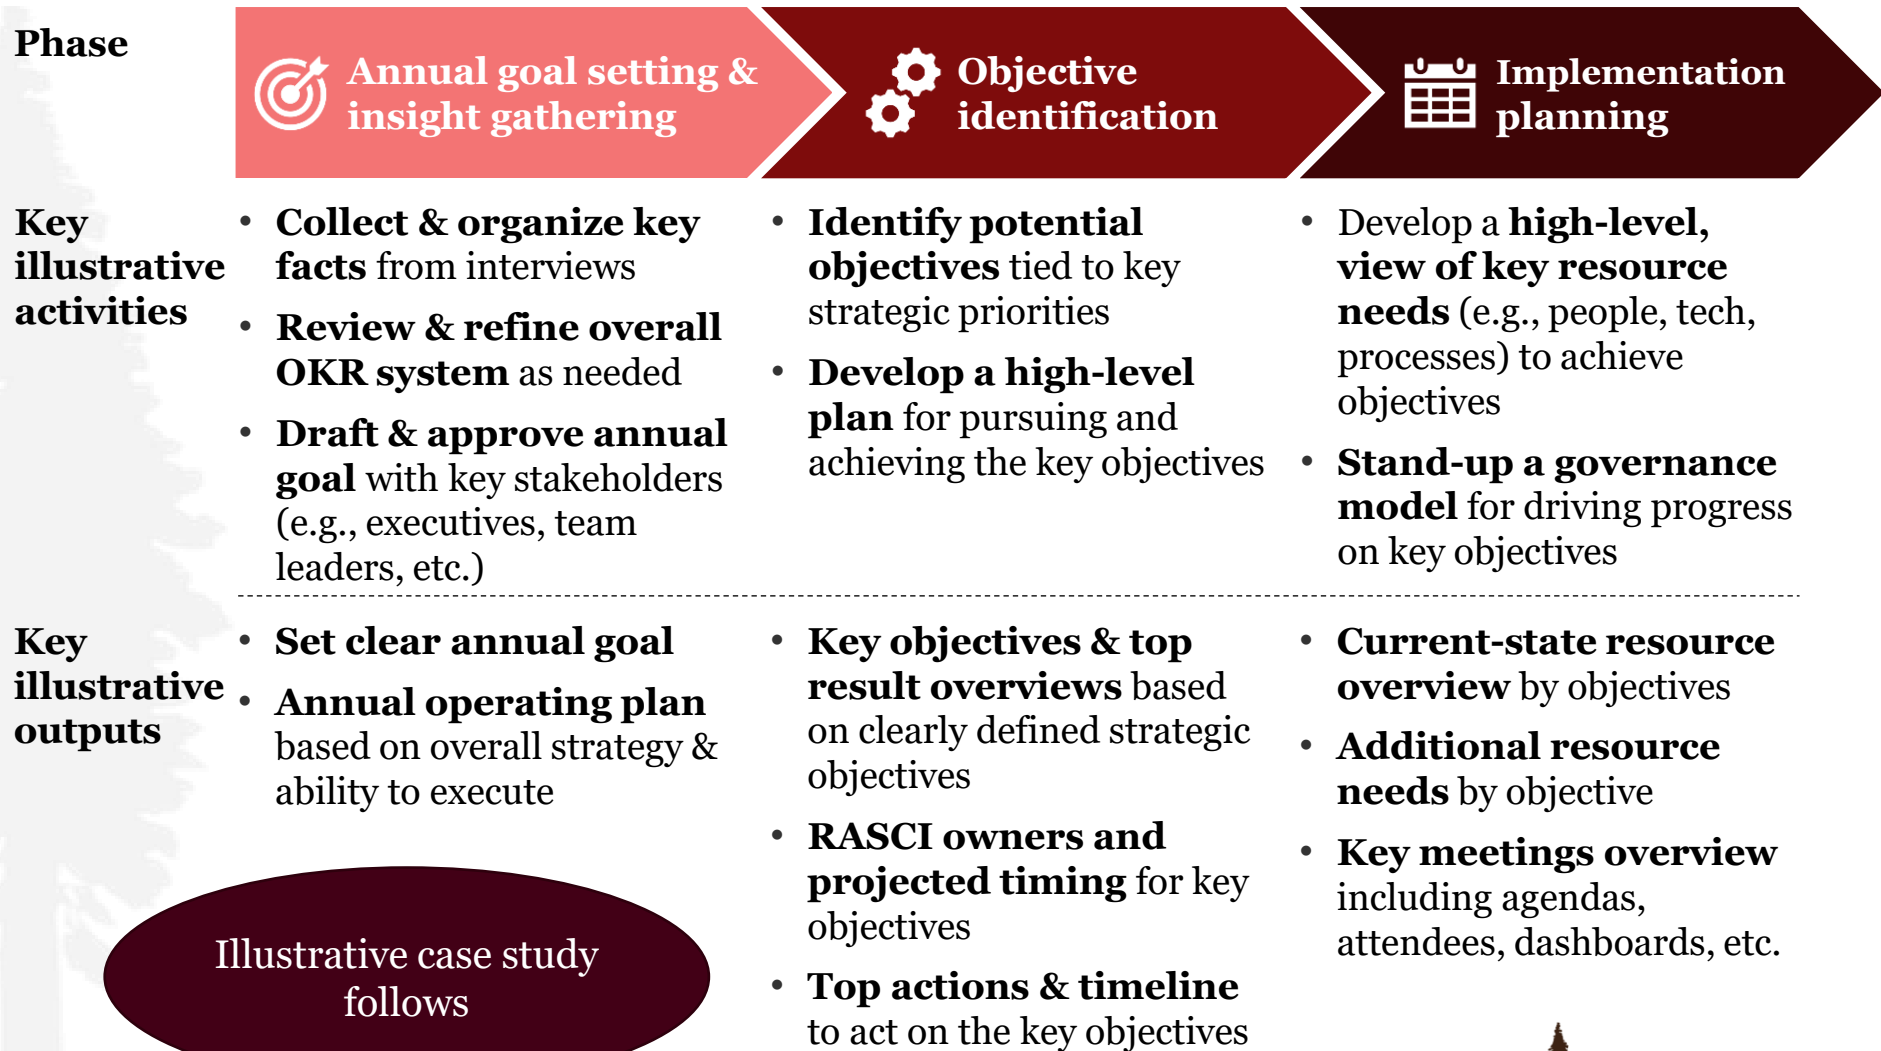 Phase
Annual goal setting &
insight gathering
Objective
identification
Implementation
planning
Key
illustrative
activities
• Collect & organize key
facts from interviews
• Review & refine overall
OKR system as needed
• Draft & approve annual
goal with key stakeholders
(e.g., executives, team
leaders, etc.)
• Identify potential
objectives tied to key
strategic priorities
• Develop a high-level
plan for pursuing and
achieving the key objectives
• Develop a high-level,
view of key resource
needs (e.g., people, tech,
processes) to achieve
objectives
• Stand-up a governance
model for driving progress
on key objectives
Key
illustrative
outputs
• Set clear annual goal
• Annual operating plan
based on overall strategy &
ability to execute
• Key objectives & top
result overviews based
on clearly defined strategic
objectives
• RASCI owners and
projected timing for key
objectives
• Top actions & timeline
to act on the key objectives
• Current-state resource
overview by objectives
• Additional resource
needs by objective
• Key meetings overview
including agendas,
attendees, dashboards, etc.
Illustrative case study
follows